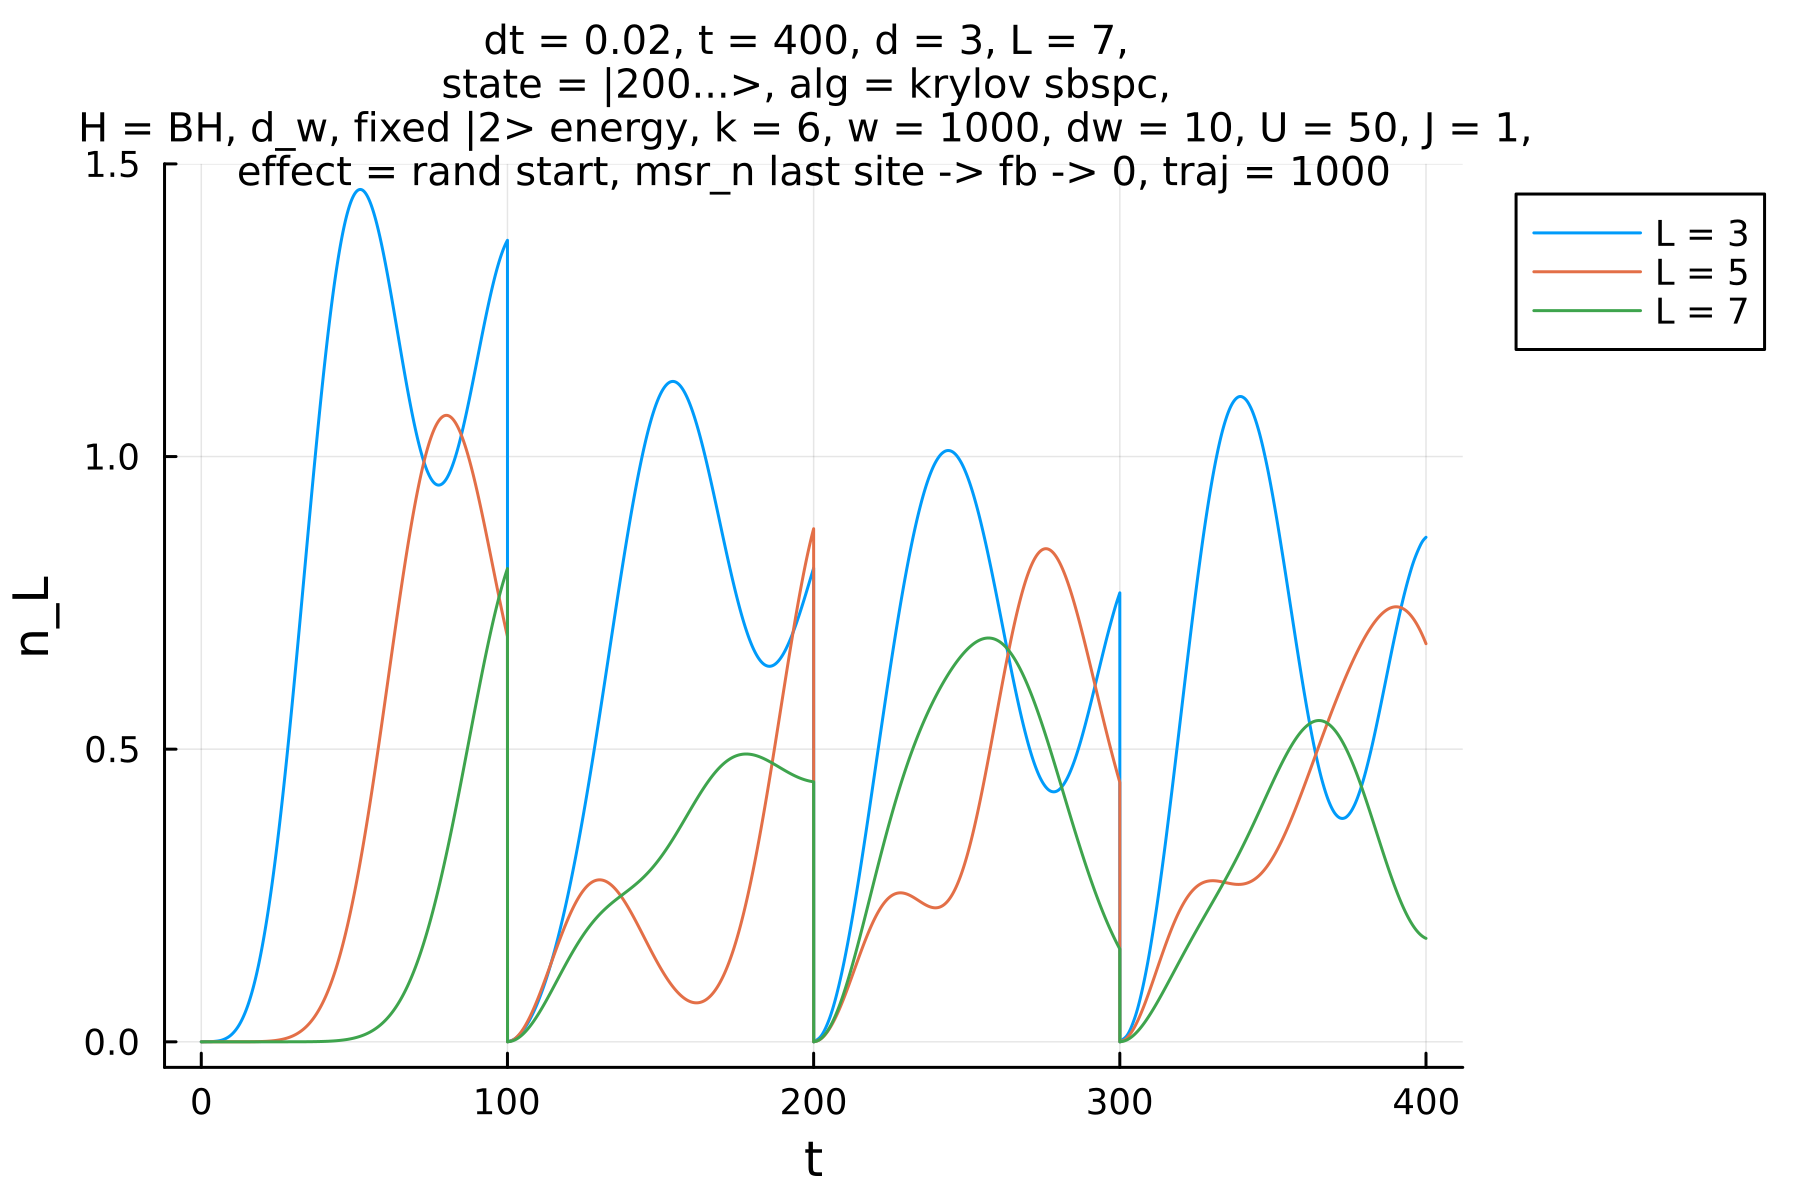 dt = 0.02, t = 400, d = 3, L = 7,
state = |200...>, alg = krylov sbspc,
H = BH, d_w, fixed |2> energy, k = 6, w = 1000, dw = 10, U = 50, J = 1,
effect = rand start, msr_n last site -> fb -> 0, traj = 1000
1.5
1.0
0.5
0.0
n_L
0 100 200 300 400
t
L = 3
L = 5
L = 7